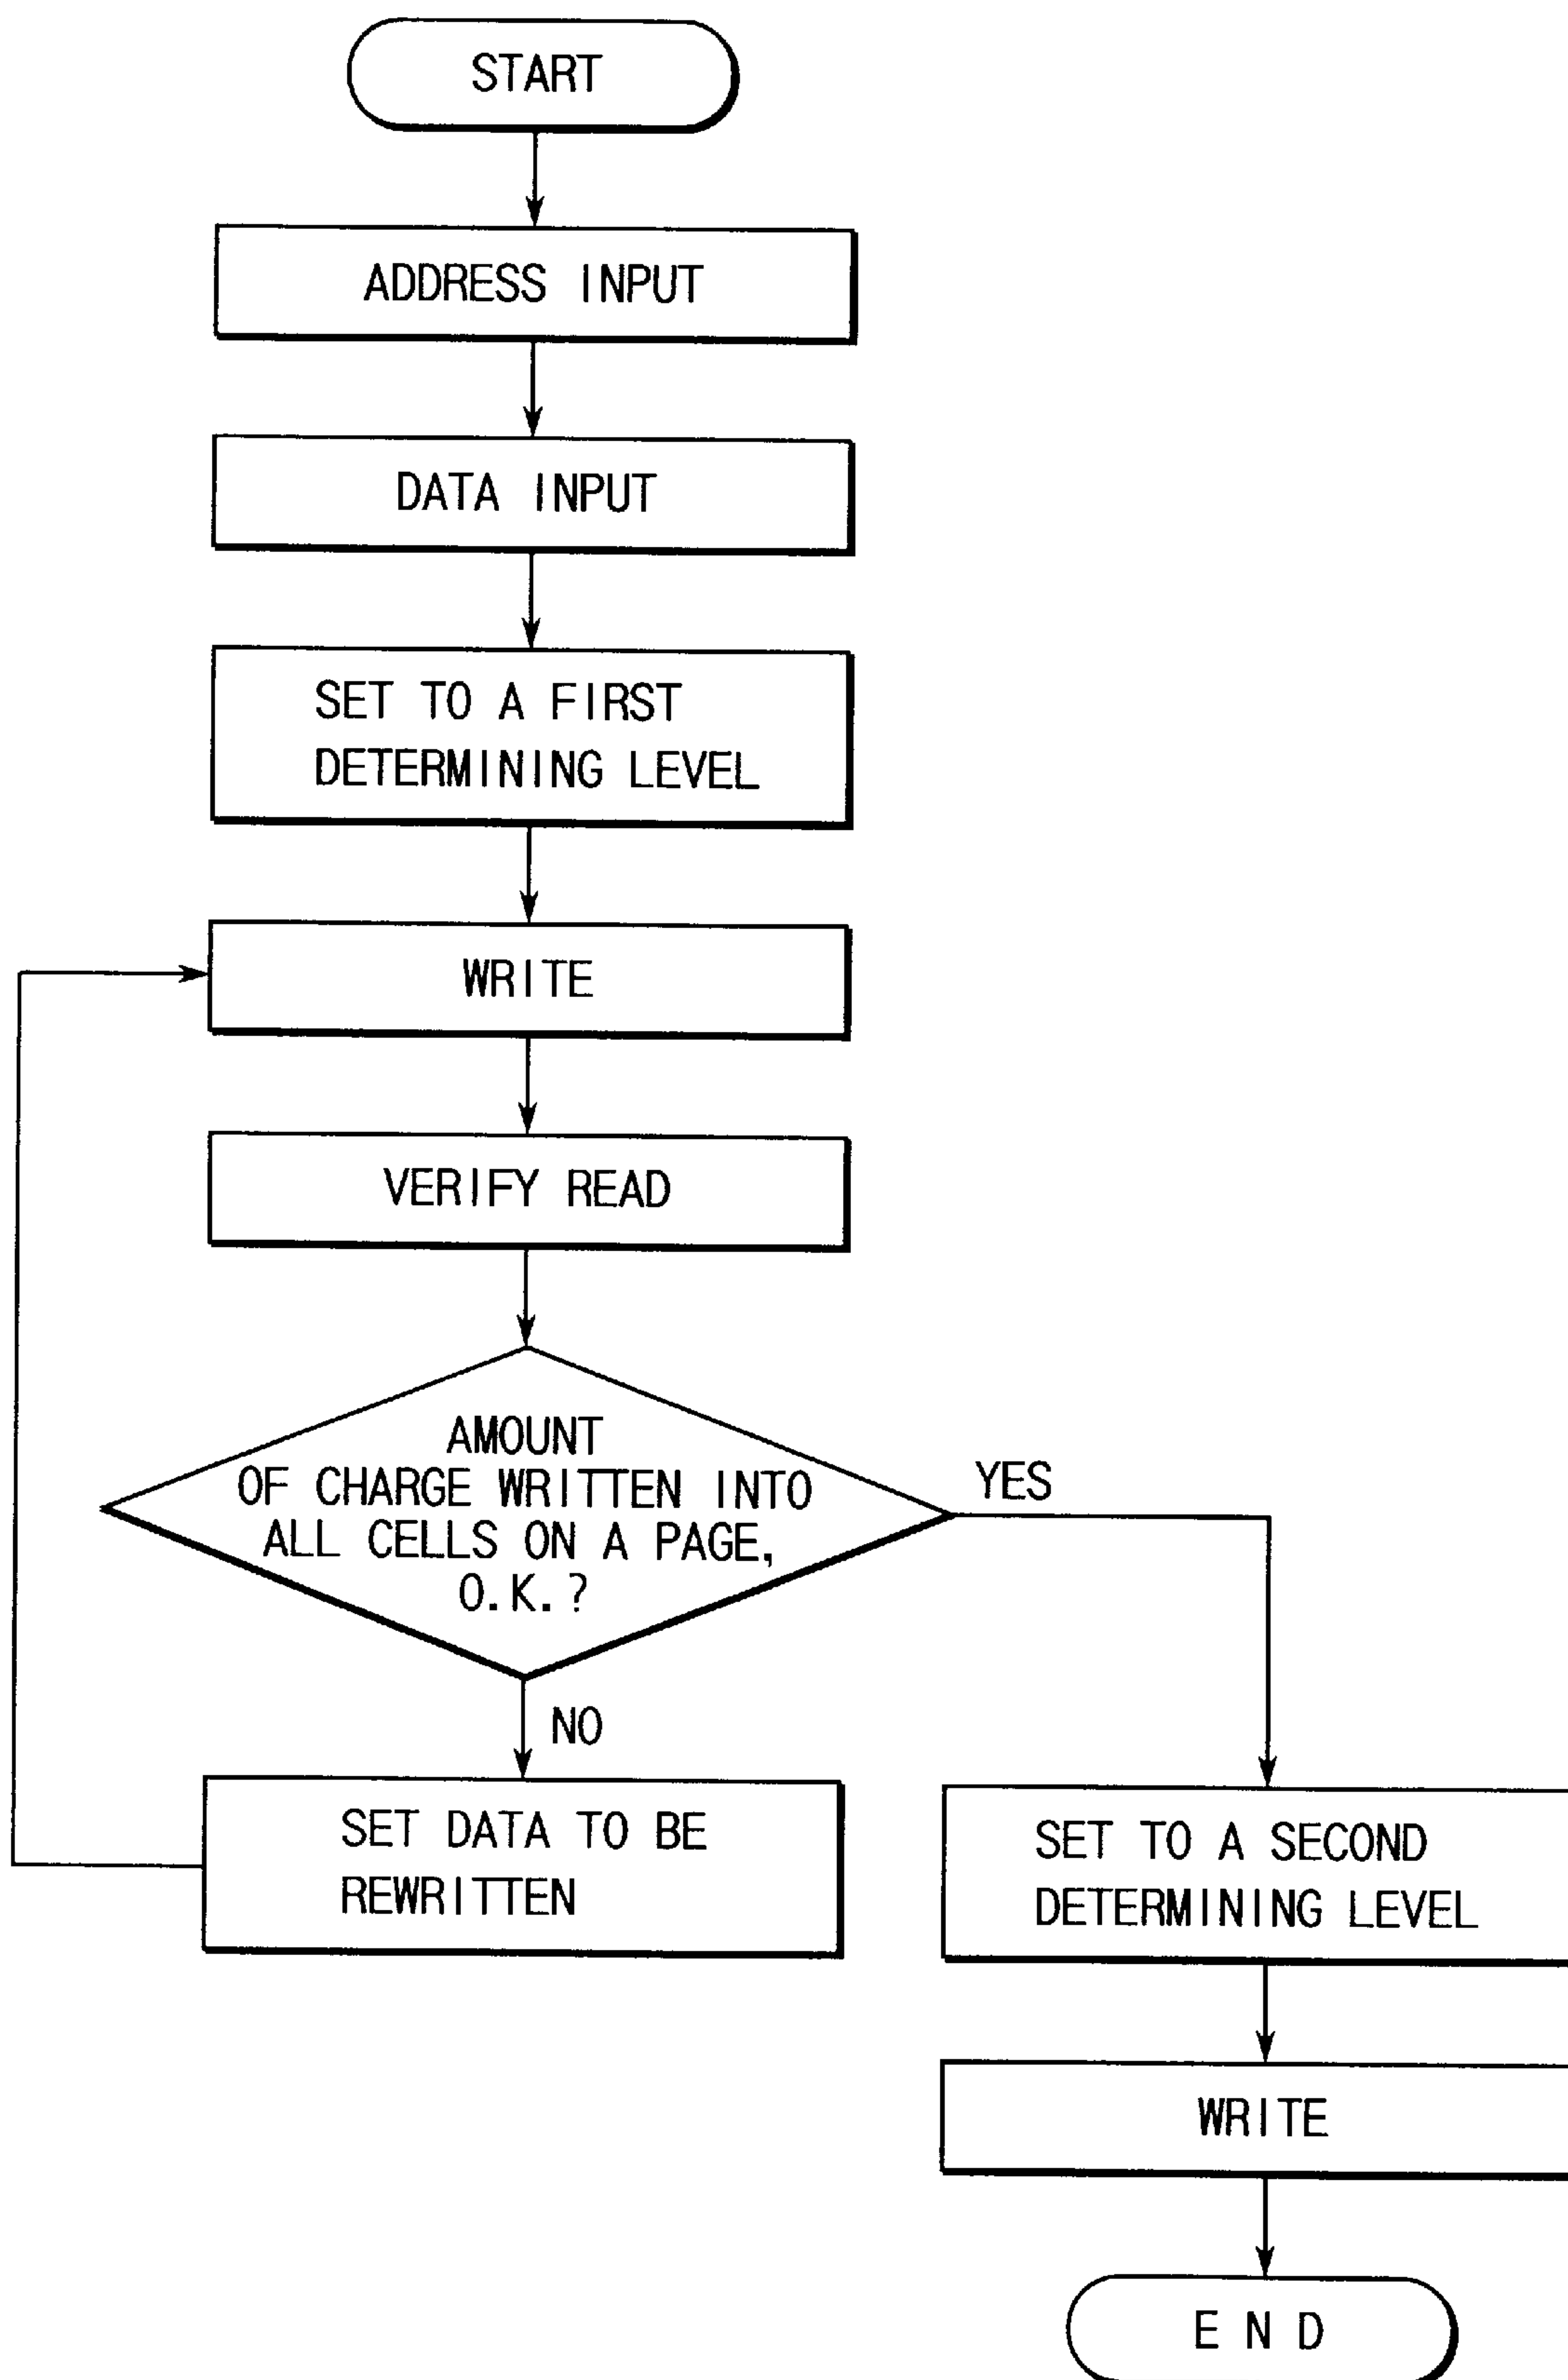 START
ADDRESS INPUT
DATA INPUT
SET TO A FIRST
DETERMINING LEVEL
WRITE
VERIFY READ
AMOUNT
OF CHARGE WRITTEN INTO
ALL CELLS ON A PAGE,
O.K.?
YES
NO
SET DATA TO BE
REWRITTEN
SET TO A SECOND
DETERMINING LEVEL
WRITE
END